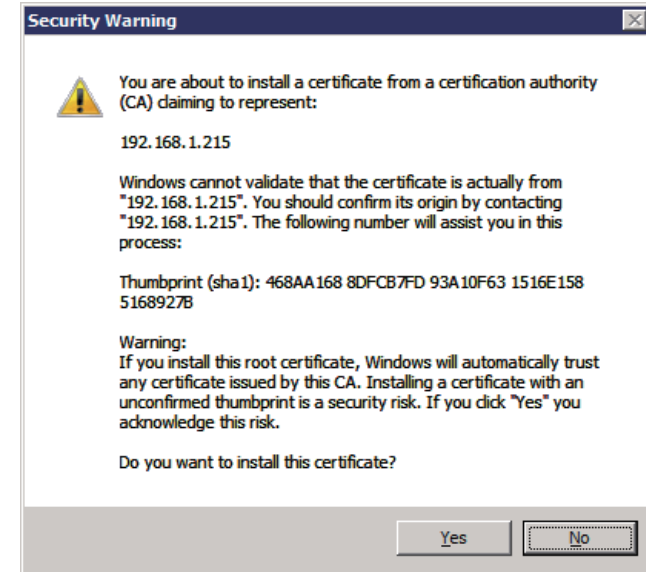 Security Warning
You are about to install a certificate from a certification authority
(CA) claiming to represent:
192.168.1.215
Windows cannot validate that the certificate is actually from
"192.168.1.215". You should confirm its origin by contacting
"192.168.1.215". The following number will assist you in this
process:
Thumbprint (sha1): 468AA168 8DFCB7FD 93A10F63 1516E158
5168927B
Warning:
If you install this root certificate, Windows will automatically trust
any certificate issued by this CA. Installing a certificate with an
unconfirmed thumbprint is a security risk. If you click "Yes" you
acknowledge this risk.
Do you want to install this certificate?
Yes No